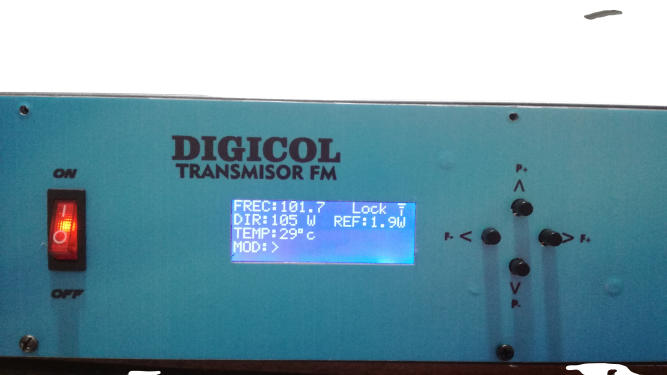 DIGICOL
TRANSMISOR FM
ON
OFF
FREC:101.7 Lock
DIR:105 W REF:1.9W
TEMP:29°c
MOD:>
P+
F- < > F+
P-